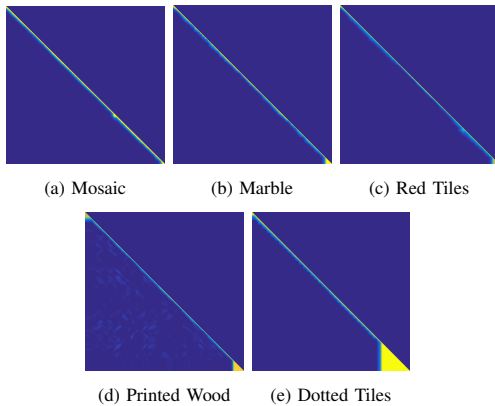 (a) Mosaic
(b) Marble
(c) Red Tiles
(d) Printed Wood
(e) Dotted Tiles